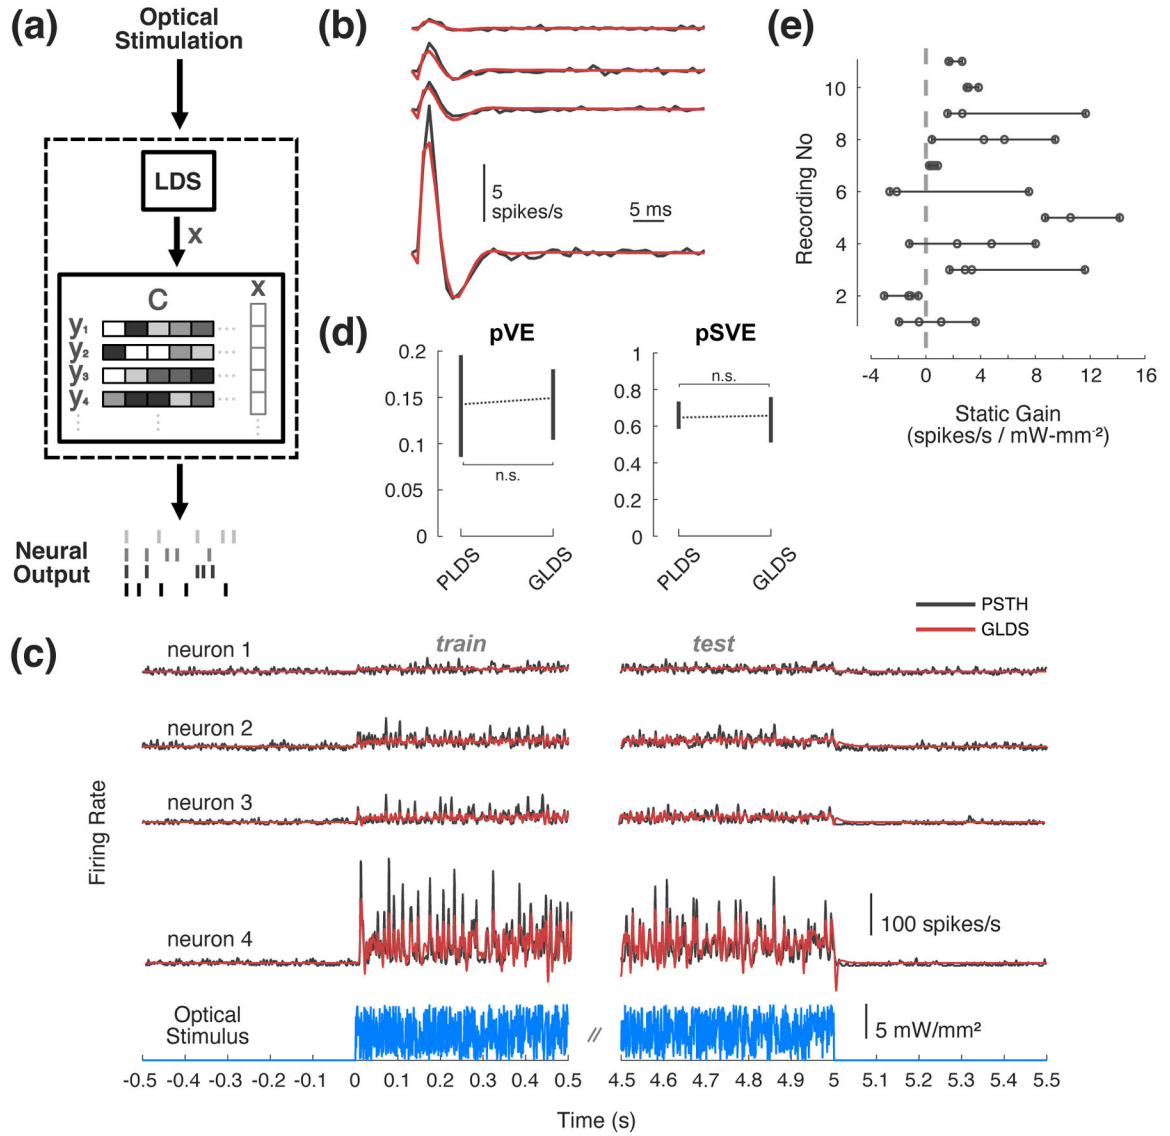 (a)
Optical
Stimulation
LDS
x
C
x
y₁
y₂
y₃
y₄
Neural
Output
(b)
5
spikes/s
5 ms
(e)
Recording No
10
8
6
4
2
-4 0 4 8 12 16
Static Gain
(spikes/s / mW-mm⁻²)
(d)
pVE
0.2
0.15
0.1
0.05
0
n.s.
PLDS
GLDS
pSVE
1
0.8
0.6
0.4
0.2
0
n.s.
PLDS
GLDS
PSTH
GLDS
(c)
train
test
Firing Rate
neuron 1
neuron 2
neuron 3
neuron 4
100 spikes/s
Optical
Stimulus
//
5 mW/mm²
-0.5 -0.4 -0.3 -0.2 -0.1 0 0.1 0.2 0.3 0.4 0.5 4.5 4.6 4.7 4.8 4.9 5 5.1 5.2 5.3 5.4 5.5
Time (s)